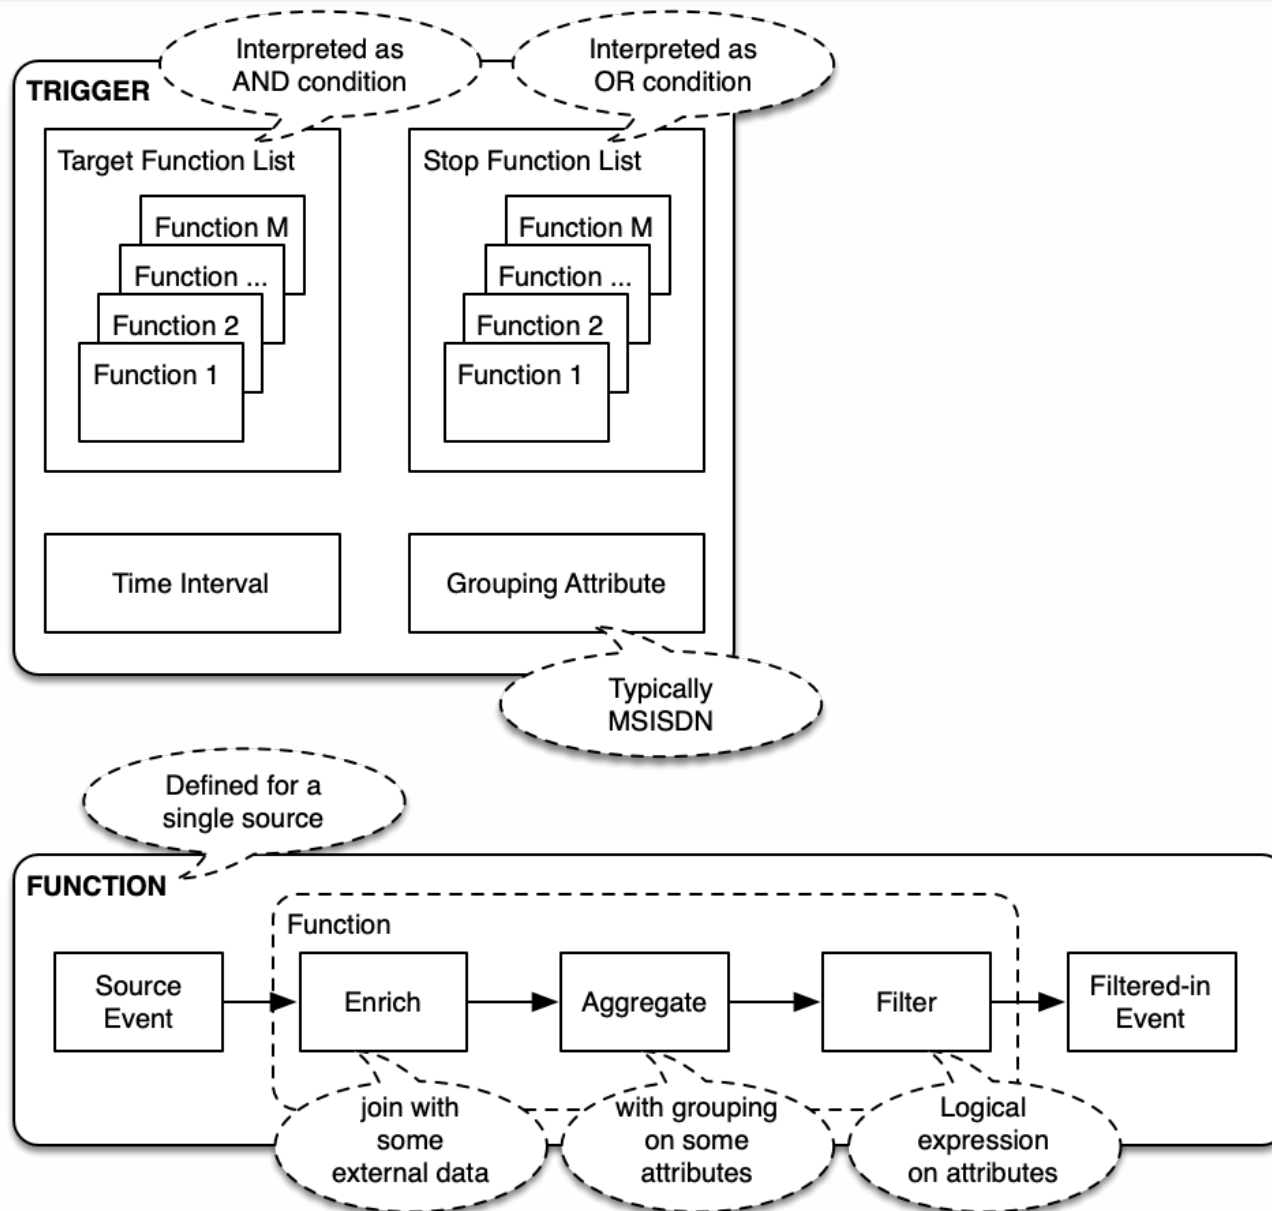 Interpreted as
AND condition
Interpreted as
OR condition
TRIGGER
Target Function List
Function M
Function ...
Function 2
Function 1
Stop Function List
Function M
Function ...
Function 2
Function 1
Time Interval
Grouping Attribute
Typically
MSISDN
Defined for a
single source
FUNCTION
Function
Source
Event
Enrich
Aggregate
Filter
Filtered-in
Event
join with
some
external data
with grouping
on some
attributes
Logical
expression
on attributes